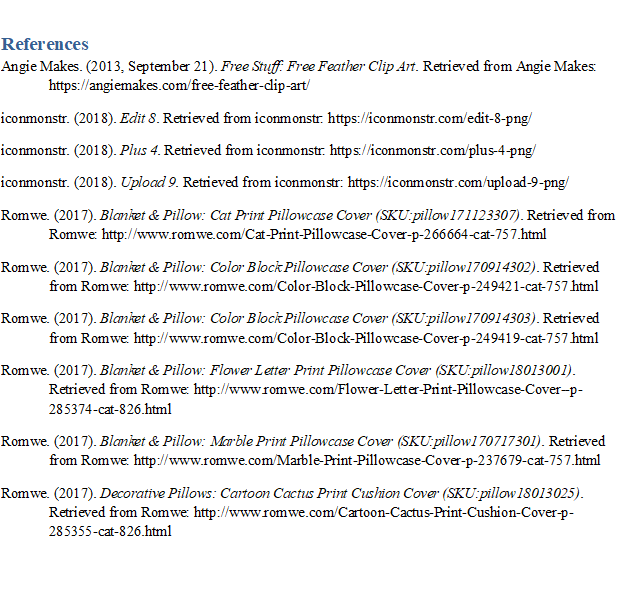 References
Angie Makes. (2013, September 21). Free Stuff: Free Feather Clip Art. Retrieved from Angie Makes:
https://angiemakes.com/free-feather-clip-art/
iconmonstr. (2018). Edit 8. Retrieved from iconmonstr: https://iconmonstr.com/edit-8-png/
iconmonstr. (2018). Plus 4. Retrieved from iconmonstr: https://iconmonstr.com/plus-4-png/
iconmonstr. (2018). Upload 9. Retrieved from iconmonstr: https://iconmonstr.com/upload-9-png/
Romwe. (2017). Blanket & Pillow: Cat Print Pillowcase Cover (SKU:pillow171123307). Retrieved from
Romwe: http://www.romwe.com/Cat-Print-Pillowcase-Cover-p-266664-cat-757.html
Romwe. (2017). Blanket & Pillow: Color Block Pillowcase Cover (SKU:pillow170914302). Retrieved
from Romwe: http://www.romwe.com/Color-Block-Pillowcase-Cover-p-249421-cat-757.html
Romwe. (2017). Blanket & Pillow: Color Block Pillowcase Cover (SKU:pillow170914303). Retrieved
from Romwe: http://www.romwe.com/Color-Block-Pillowcase-Cover-p-249419-cat-757.html
Romwe. (2017). Blanket & Pillow: Flower Letter Print Pillowcase Cover (SKU:pillow18013001).
Retrieved from Romwe: http://www.romwe.com/Flower-Letter-Print-Pillowcase-Cover--p-
285374-cat-826.html
Romwe. (2017). Blanket & Pillow: Marble Print Pillowcase Cover (SKU:pillow170717301). Retrieved
from Romwe: http://www.romwe.com/Marble-Print-Pillowcase-Cover-p-237679-cat-757.html
Romwe. (2017). Decorative Pillows: Cartoon Cactus Print Cushion Cover (SKU:pillow18013025).
Retrieved from Romwe: http://www.romwe.com/Cartoon-Cactus-Print-Cushion-Cover-p-
285355-cat-826.html